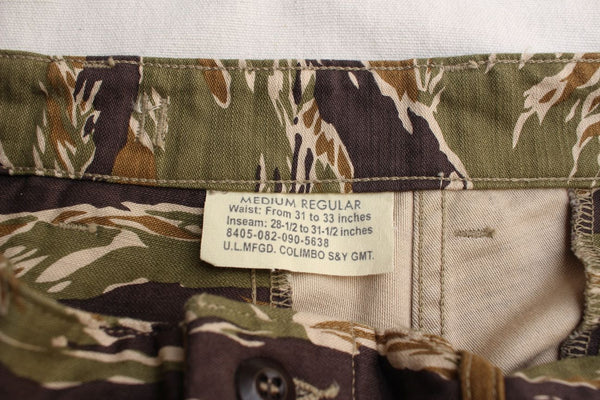 MEDIUM REGULAR
Waist: From 31 to 33 inches
Inseam: 28-1/2 to 31-1/2 inches
8405-082-090-5638
U.L.MFGD. COLIMBO S&Y GMT.